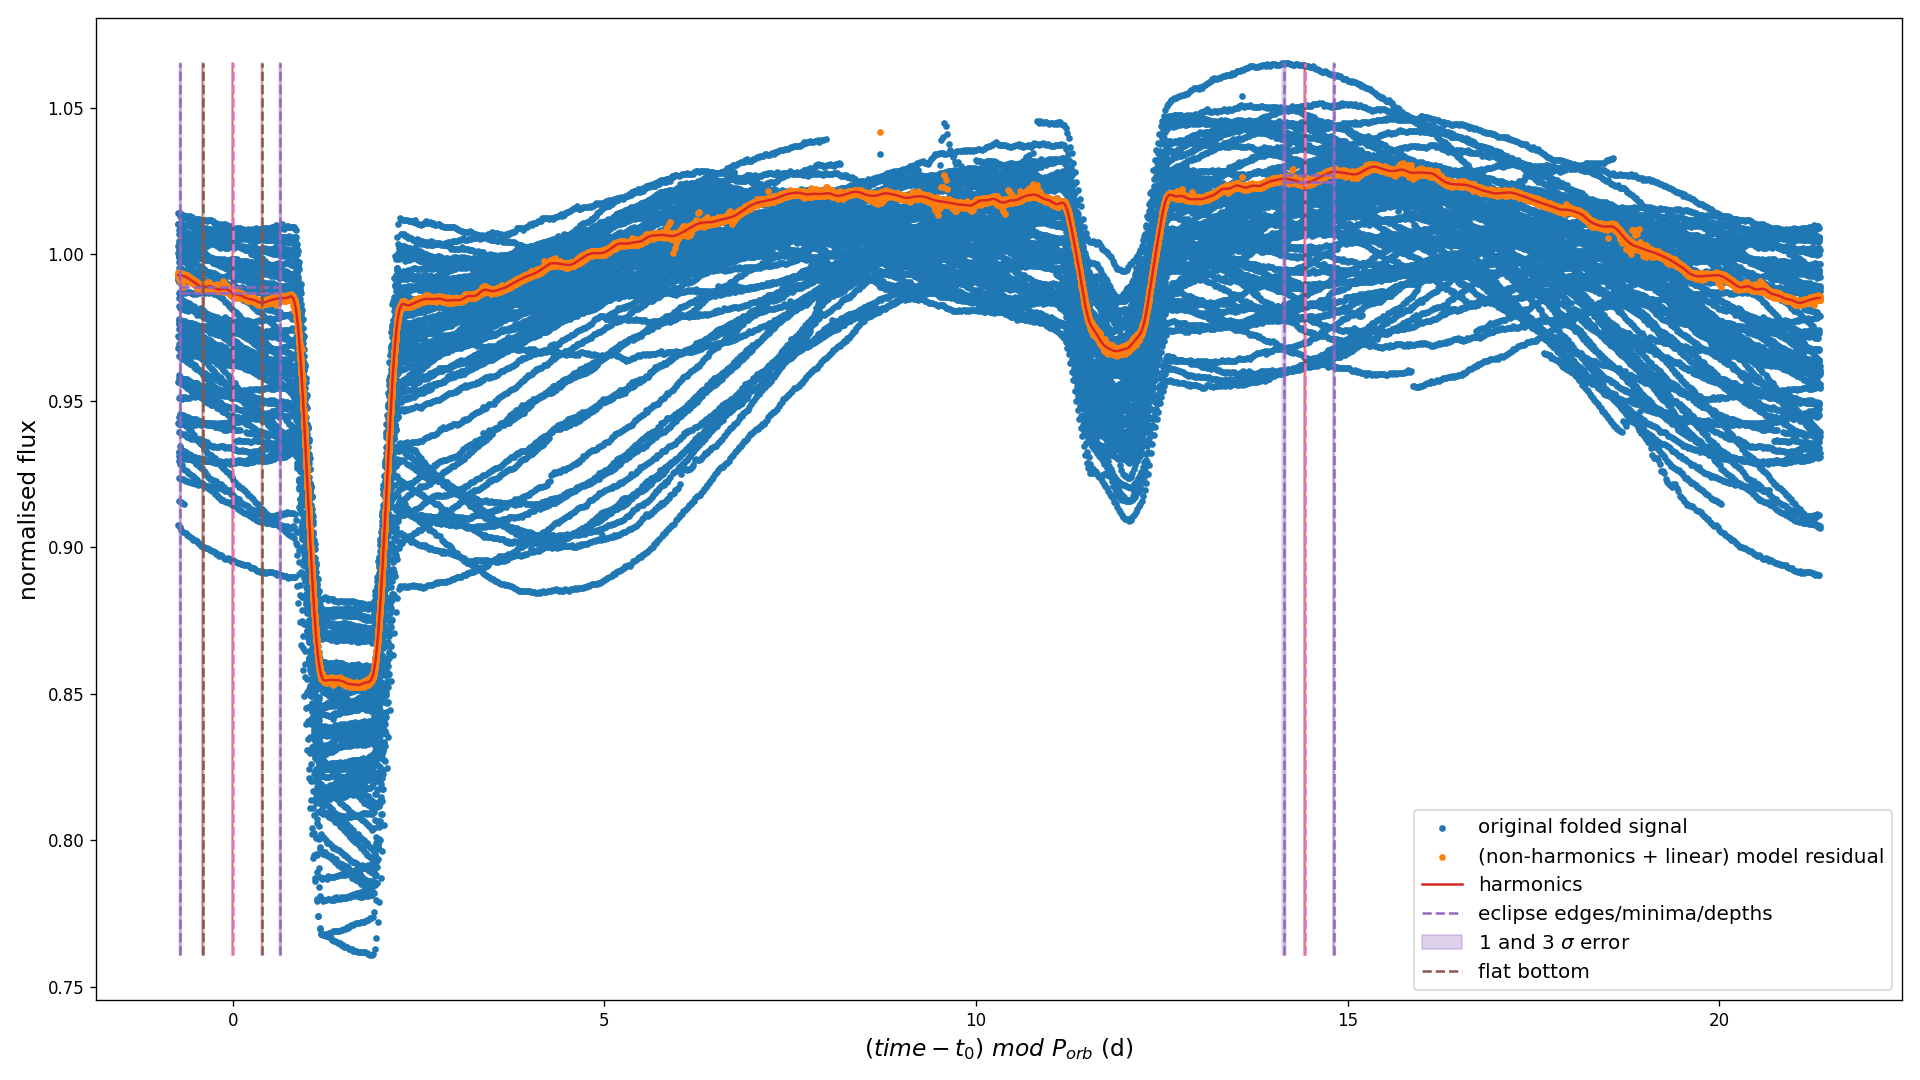 normalised flux
1.05
1.00
0.95
0.90
0.85
0.80
0.75
0
5
10
15
20
(time − t₀) mod P_orb (d)
original folded signal
(non-harmonics + linear) model residual
harmonics
eclipse edges/minima/depths
1 and 3 σ error
flat bottom